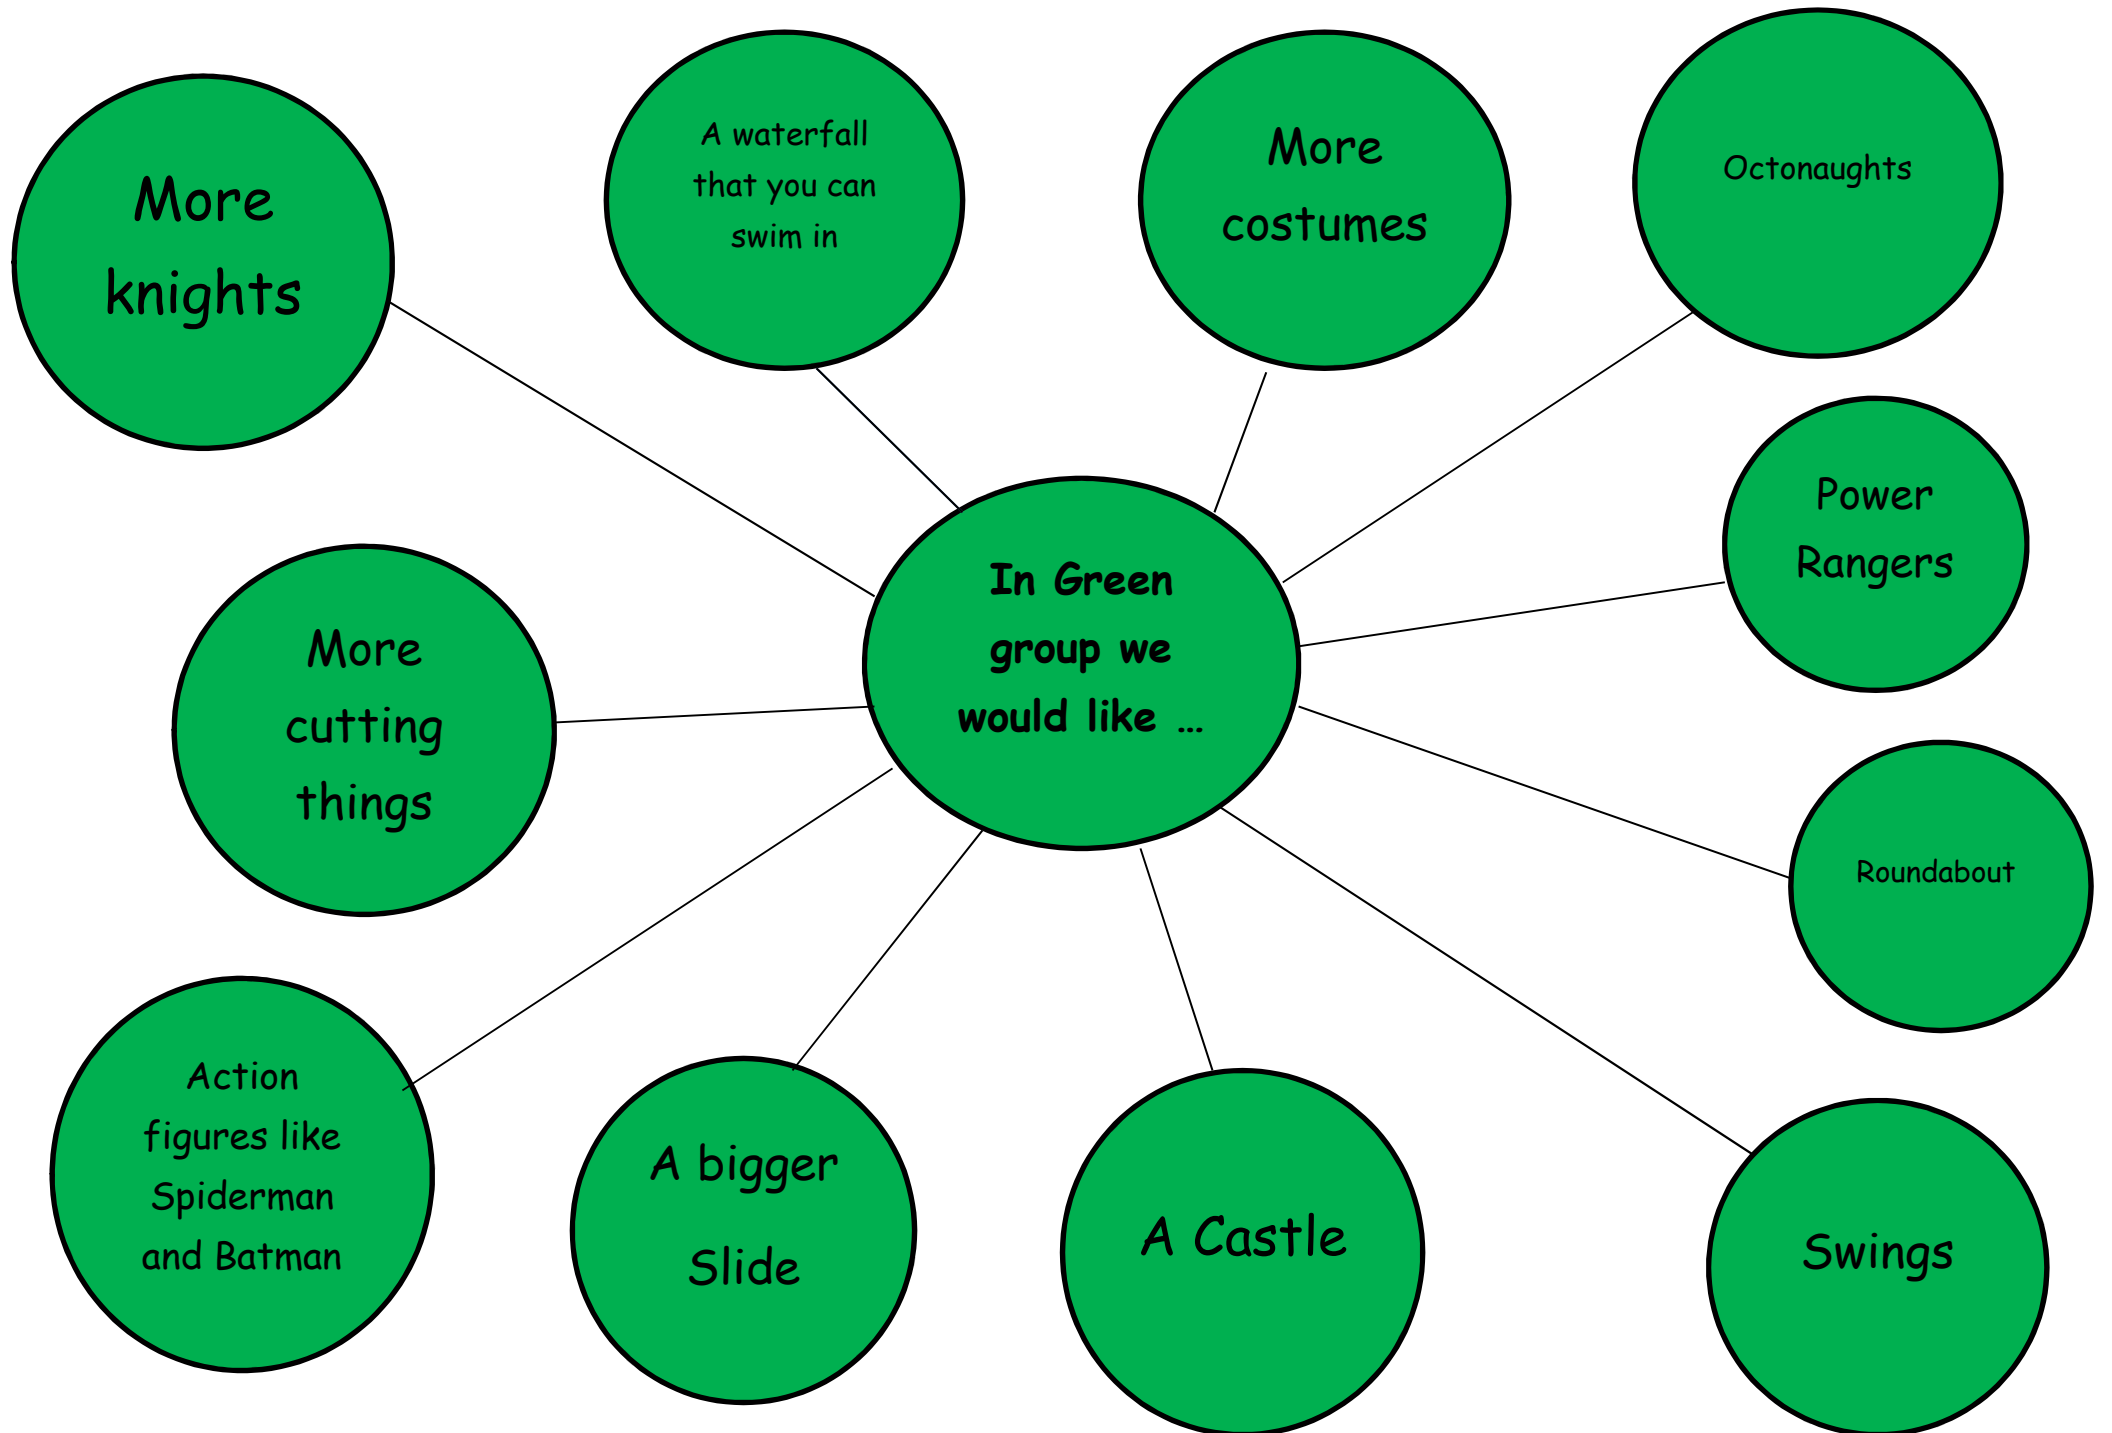 More
knights
A waterfall
that you can
swim in
More
costumes
Octonaughts
Power
Rangers
In Green
group we
would like ...
More
cutting
things
Roundabout
Action
figures like
Spiderman
and Batman
A bigger
Slide
A Castle
Swings